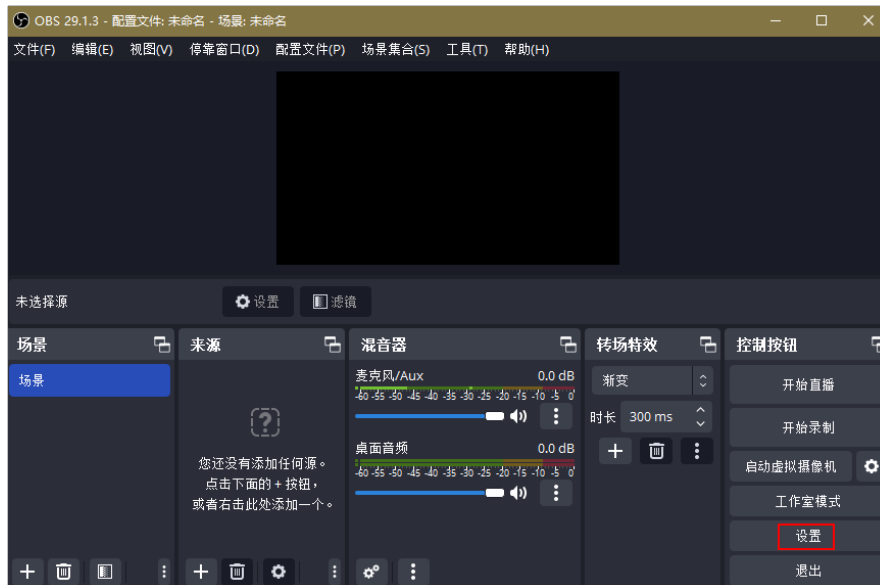 OBS 29.1.3 - 配置文件: 未命名 - 场景: 未命名
文件(F) 编辑(E) 视图(V) 停靠窗口(D) 配置文件(P) 场景集合(S) 工具(T) 帮助(H)
未选择源 设置 滤镜
场景
场景
来源
您还没有添加任何源。
点击下面的 + 按钮，
或者右击此处添加一个。
混音器
麦克风/Aux 0.0 dB
-60 -55 -50 -45 -40 -35 -30 -25 -20 -15 -10 -5 0
桌面音频 0.0 dB
-60 -55 -50 -45 -40 -35 -30 -25 -20 -15 -10 -5 0
转场特效
渐变
时长 300 ms
控制按钮
开始直播
开始录制
启动虚拟摄像机
工作室模式
设置
退出